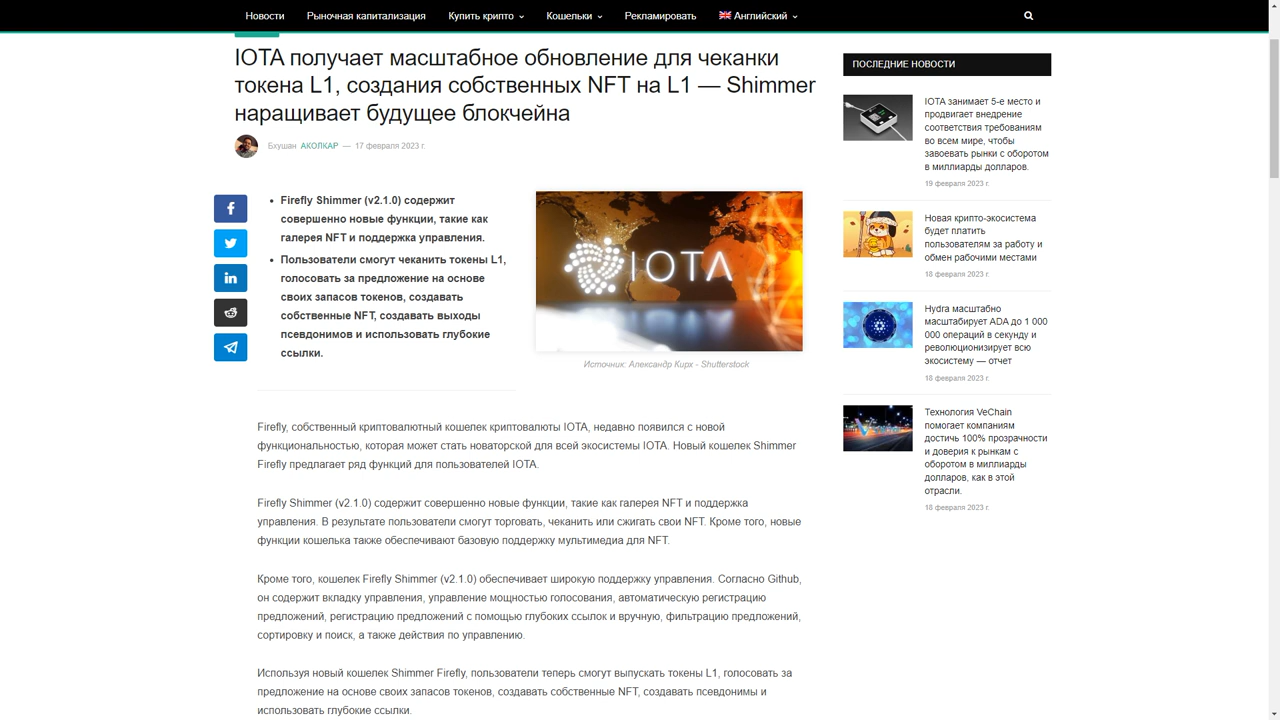 Новости Рыночная капитализация Купить крипто Кошельки Рекламировать Английский
IOTA получает масштабное обновление для чеканки
токена L1, создания собственных NFT на L1 — Shimmer
наращивает будущее блокчейна
Бхушан АКОЛКАР — 17 февраля 2023 г.
• Firefly Shimmer (v2.1.0) содержит
совершенно новые функции, такие как
галерея NFT и поддержка управления.
• Пользователи смогут чеканить токены L1,
голосовать за предложение на основе
своих запасов токенов, создавать
собственные NFT, создавать выходы
псевдонимов и использовать глубокие
ссылки.
IOTA
Источник: Александр Кирх - Shutterstock
Firefly, собственный криптовалютный кошелек криптовалюты IOTA, недавно появился с новой
функциональностью, которая может стать новаторской для всей экосистемы IOTA. Новый кошелек Shimmer
Firefly предлагает ряд функций для пользователей IOTA.
Firefly Shimmer (v2.1.0) содержит совершенно новые функции, такие как галерея NFT и поддержка
управления. В результате пользователи смогут торговать, чеканить или сжигать свои NFT. Кроме того, новые
функции кошелька также обеспечивают базовую поддержку мультимедиа для NFT.
Кроме того, кошелек Firefly Shimmer (v2.1.0) обеспечивает широкую поддержку управления. Согласно Github,
он содержит вкладку управления, управление мощностью голосования, автоматическую регистрацию
предложений, регистрацию предложений с помощью глубоких ссылок и вручную, фильтрацию предложений,
сортировку и поиск, а также действия по управлению.
Используя новый кошелек Shimmer Firefly, пользователи теперь смогут выпускать токены L1, голосовать за
предложение на основе своих запасов токенов, создавать собственные NFT, создавать псевдонимы и
использовать глубокие ссылки.
ПОСЛЕДНИЕ НОВОСТИ
IOTA занимает 5-е место и
продвигает внедрение
соответствия требованиям
во всем мире, чтобы
завоевать рынки с оборотом
в миллиарды долларов.
19 февраля 2023 г.
Новая крипто-экосистема
будет платить
пользователям за работу и
обмен рабочими местами
18 февраля 2023 г.
Hydra масштабно
масштабирует ADA до 1 000
000 операций в секунду и
революционизирует всю
экосистему — отчет
18 февраля 2023 г.
Технология VeChain
помогает компаниям
достичь 100% прозрачности
и доверия к рынкам с
оборотом в миллиарды
долларов, как в этой
отрасли.
18 февраля 2023 г.